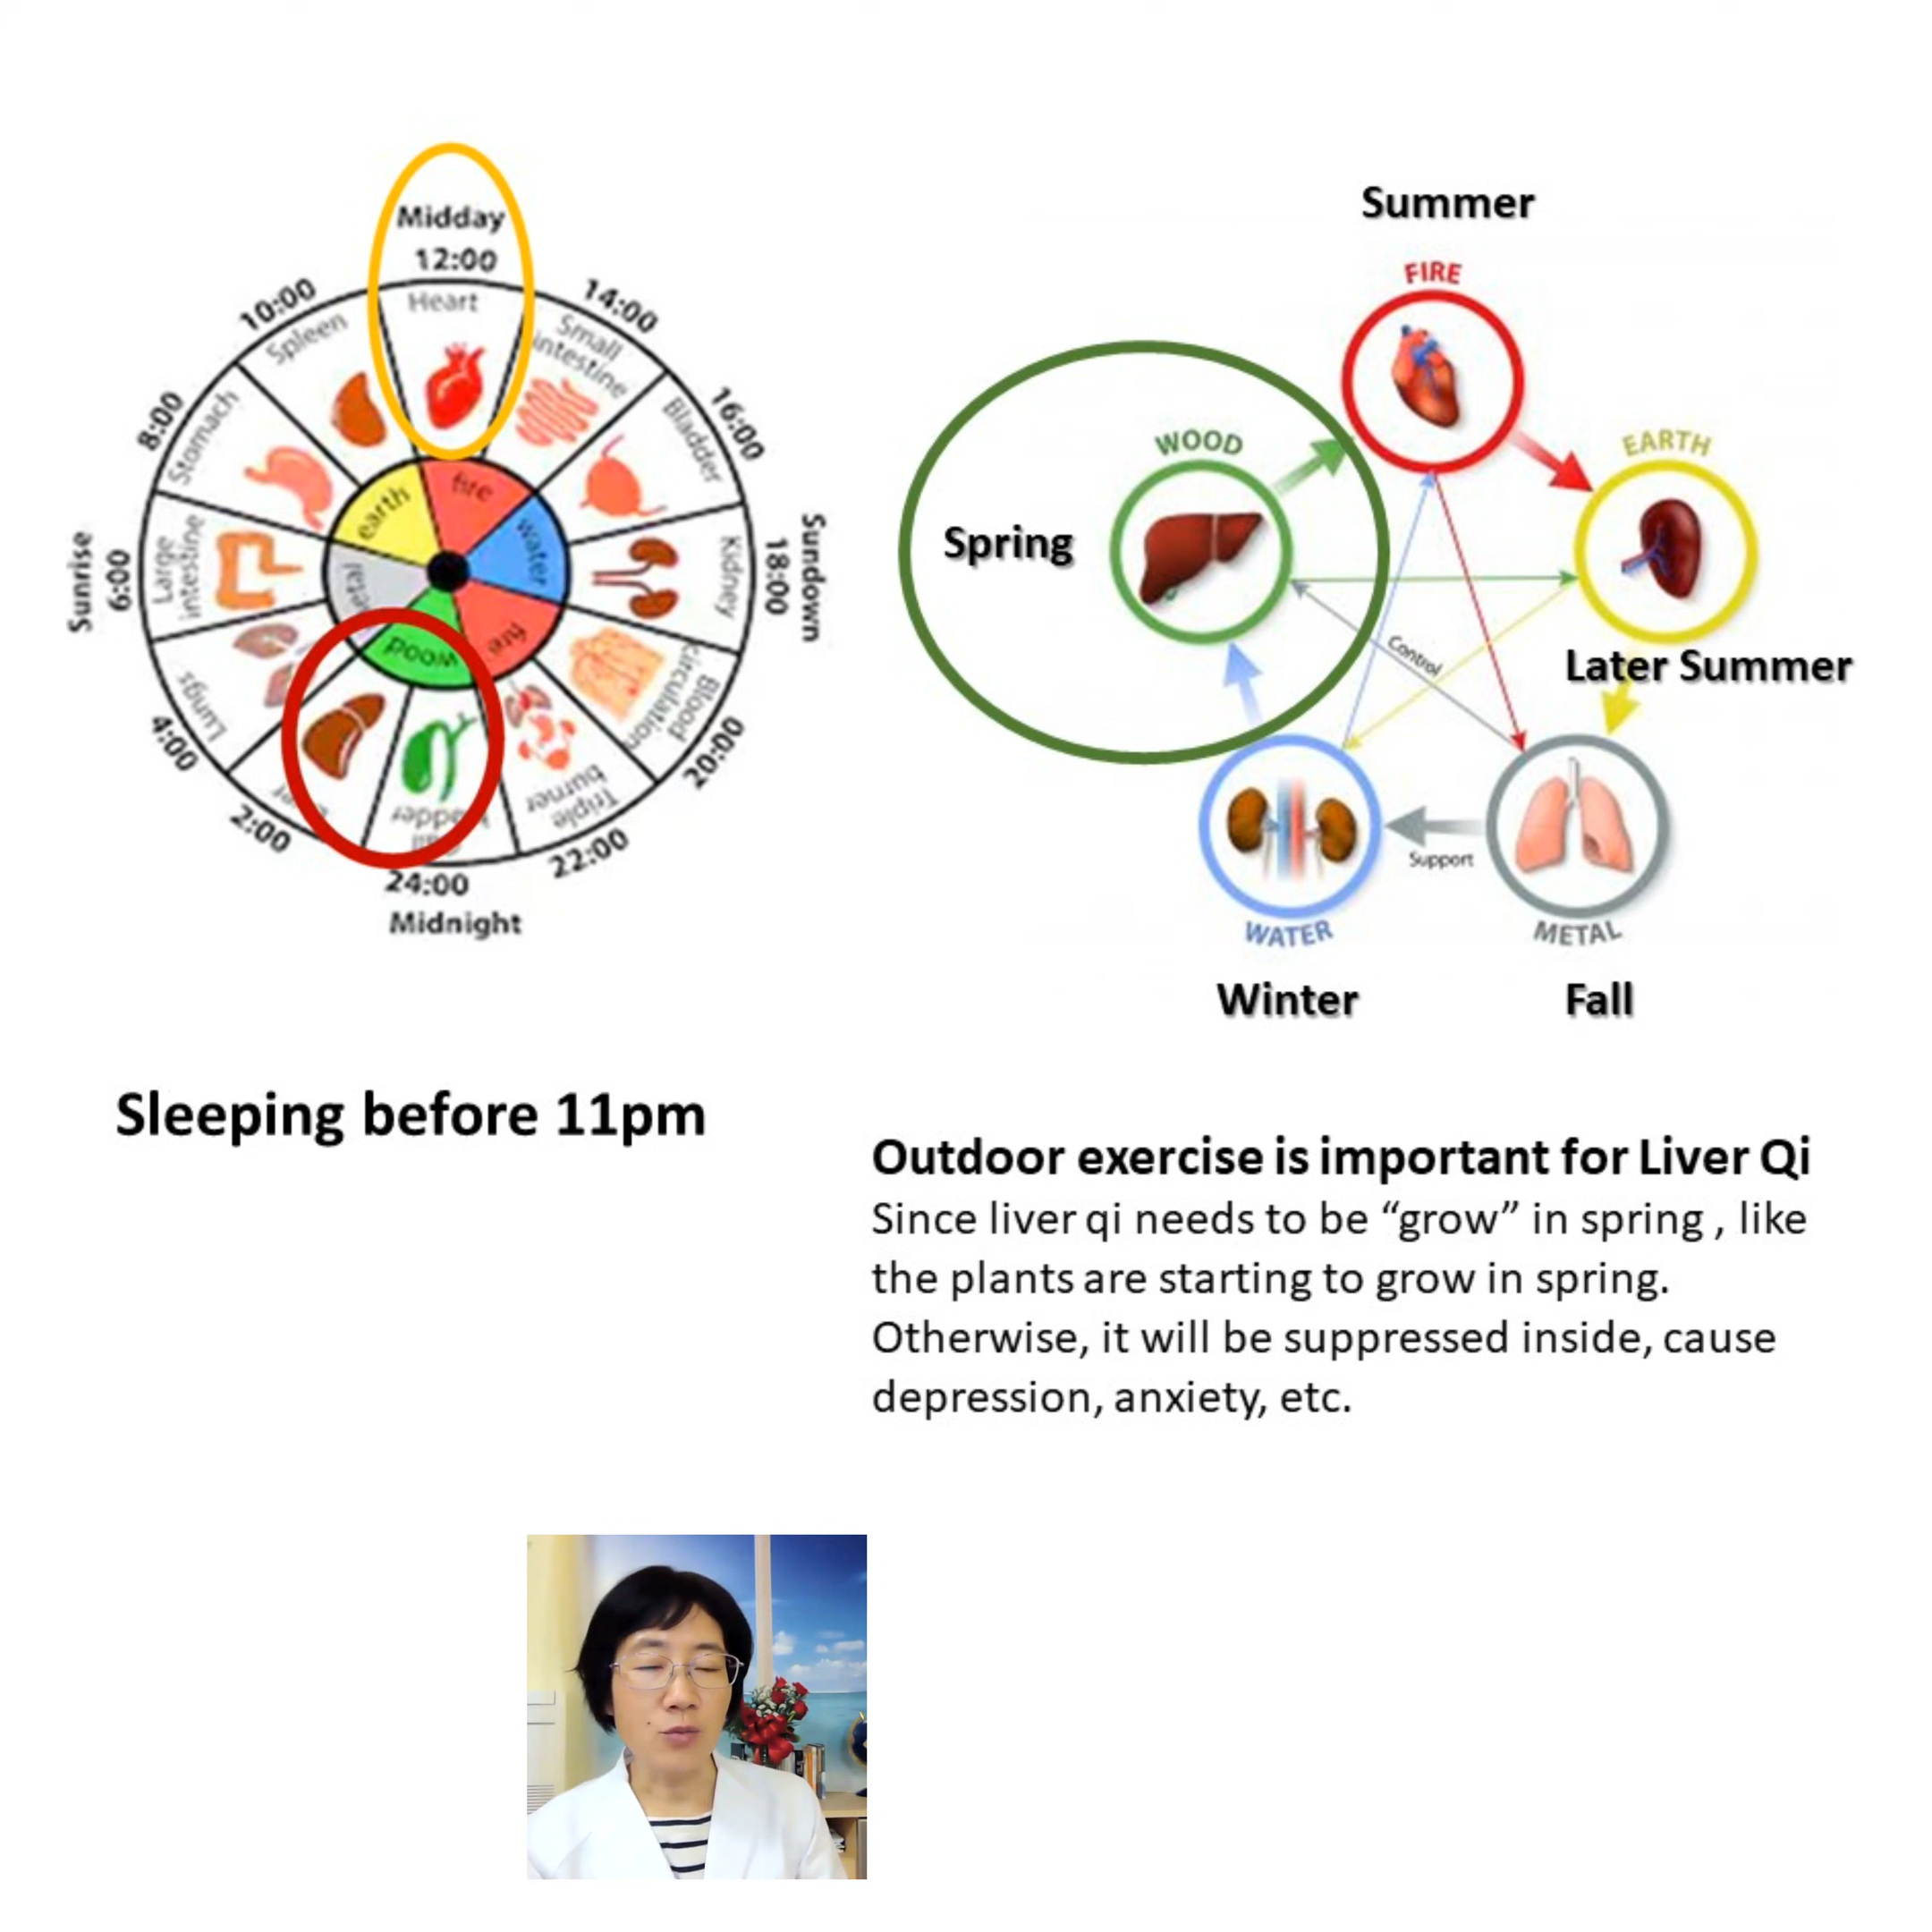 Midday
12:00
Heart
14:00
Small
intestine
16:00
Bladder
Sundown
18:00
Kidney
Blood
circulation
20:00
Triple
burner
22:00
24:00
Midnight
2:00
4:00
Lungs
Sunrise
6:00
Large
intestine
8:00
Stomach
10:00
Spleen
earth
fire
water
fire
wood
Summer
FIRE
WOOD
EARTH
Spring
Control
Later Summer
Support
WATER
METAL
Winter
Fall
Sleeping before 11pm
Outdoor exercise is important for Liver Qi
Since liver qi needs to be “grow” in spring , like
the plants are starting to grow in spring.
Otherwise, it will be suppressed inside, cause
depression, anxiety, etc.